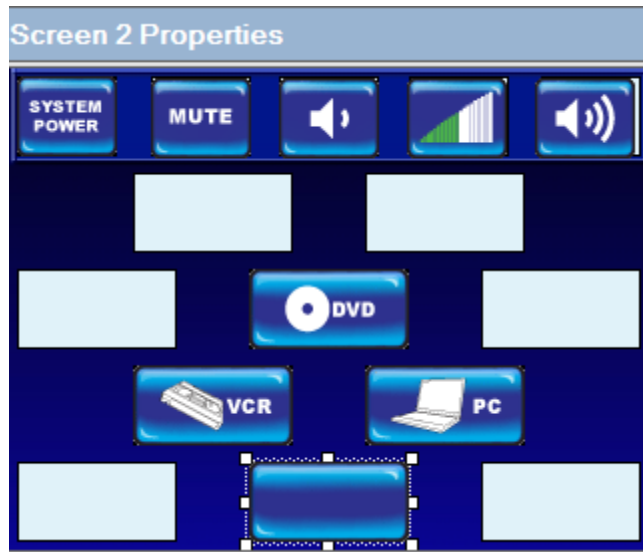 Screen 2 Properties
SYSTEM
POWER
MUTE
DVD
VCR
PC